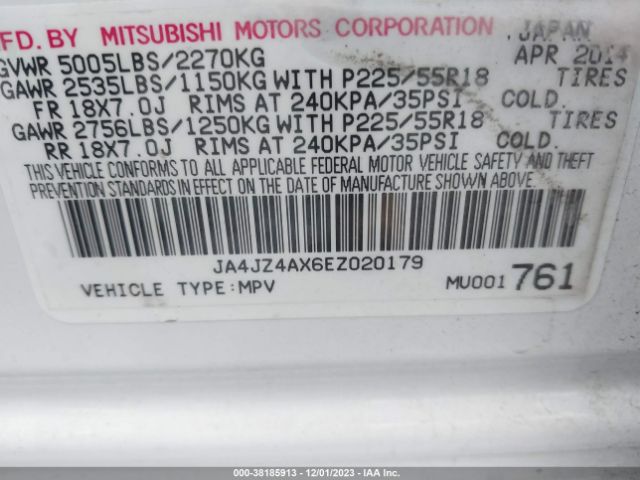 MFD. BY MITSUBISHI MOTORS CORPORATION JAPAN
GVWR 5005LBS/2270KG APR 2014
GAWR 2535LBS/1150KG WITH P225/55R18 TIRES
FR 18X7.0J RIMS AT 240KPA/35PSI COLD.
GAWR 2756LBS/1250KG WITH P225/55R18 TIRES
RR 18X7.0J RIMS AT 240KPA/35PSI COLD.
THIS VEHICLE CONFORMS TO ALL APPLICABLE FEDERAL MOTOR VEHICLE SAFETY AND THEFT
PREVENTION STANDARDS IN EFFECT ON THE DATE OF MANUFACTURE SHOWN ABOVE.
JA4JZ4AX6EZ020179
VEHICLE TYPE:MPV MU001 761
000-38185913 - 12/01/2023 - IAA